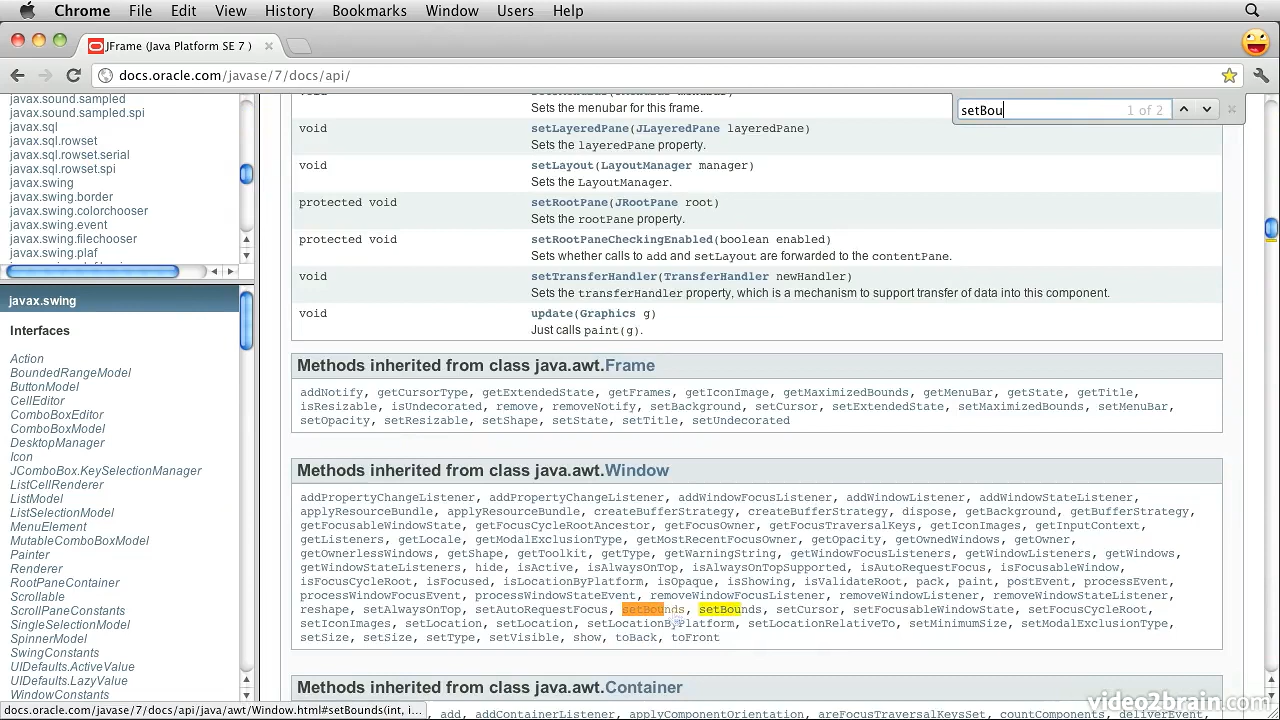 Chrome File Edit View History Bookmarks Window Users Help
JFrame (Java Platform SE 7 )
docs.oracle.com/javase/7/docs/api/
setBou 1 of 2
javax.sound.sampled
javax.sound.sampled.spi
javax.sql
javax.sql.rowset
javax.sql.rowset.serial
javax.sql.rowset.spi
javax.swing
javax.swing.border
javax.swing.colorchooser
javax.swing.event
javax.swing.filechooser
javax.swing.plaf
javax.swing
Interfaces
Action
BoundedRangeModel
ButtonModel
CellEditor
ComboBoxEditor
ComboBoxModel
DesktopManager
Icon
JComboBox.KeySelectionManager
ListCellRenderer
ListModel
ListSelectionModel
MenuElement
MutableComboBoxModel
Painter
Renderer
RootPaneContainer
Scrollable
ScrollPaneConstants
SingleSelectionModel
SpinnerModel
SwingConstants
UIDefaults.ActiveValue
UIDefaults.LazyValue
WindowConstants
docs.oracle.com/javase/7/docs/api/java/awt/Window.html#setBounds(int, i...
Sets the menubar for this frame.
void setLayeredPane(JLayeredPane layeredPane)
Sets the layeredPane property.
void setLayout(LayoutManager manager)
Sets the LayoutManager.
protected void setRootPane(JRootPane root)
Sets the rootPane property.
protected void setRootPaneCheckingEnabled(boolean enabled)
Sets whether calls to add and setLayout are forwarded to the contentPane.
void setTransferHandler(TransferHandler newHandler)
Sets the transferHandler property, which is a mechanism to support transfer of data into this component.
void update(Graphics g)
Just calls paint(g).
Methods inherited from class java.awt.Frame
addNotify, getCursorType, getExtendedState, getFrames, getIconImage, getMaximizedBounds, getMenuBar, getState, getTitle,
isResizable, isUndecorated, remove, removeNotify, setBackground, setCursor, setExtendedState, setMaximizedBounds, setMenuBar,
setOpacity, setResizable, setShape, setState, setTitle, setUndecorated
Methods inherited from class java.awt.Window
addPropertyChangeListener, addPropertyChangeListener, addWindowFocusListener, addWindowListener, addWindowStateListener,
applyResourceBundle, applyResourceBundle, createBufferStrategy, createBufferStrategy, dispose, getBackground, getBufferStrategy,
getFocusableWindowState, getFocusCycleRootAncestor, getFocusOwner, getFocusTraversalKeys, getIconImages, getInputContext,
getListeners, getLocale, getModalExclusionType, getMostRecentFocusOwner, getOpacity, getOwnedWindows, getOwner,
getOwnerlessWindows, getShape, getToolkit, getType, getWarningString, getWindowFocusListeners, getWindowListeners, getWindows,
getWindowStateListeners, hide, isActive, isAlwaysOnTop, isAlwaysOnTopSupported, isAutoRequestFocus, isFocusableWindow,
isFocusCycleRoot, isFocused, isLocationByPlatform, isOpaque, isShowing, isValidateRoot, pack, paint, postEvent, processEvent,
processWindowFocusEvent, processWindowStateEvent, removeWindowFocusListener, removeWindowListener, removeWindowStateListener,
reshape, setAlwaysOnTop, setAutoRequestFocus, setBounds, setBounds, setCursor, setFocusableWindowState, setFocusCycleRoot,
setIconImages, setLocation, setLocation, setLocationByPlatform, setLocationRelativeTo, setMinimumSize, setModalExclusionType,
setSize, setSize, setType, setVisible, show, toBack, toFront
Methods inherited from class java.awt.Container
add, addContainerListener, applyComponentOrientation, areFocusTraversalKeysSet, countComponents, deliverEvent,
video2brain.com